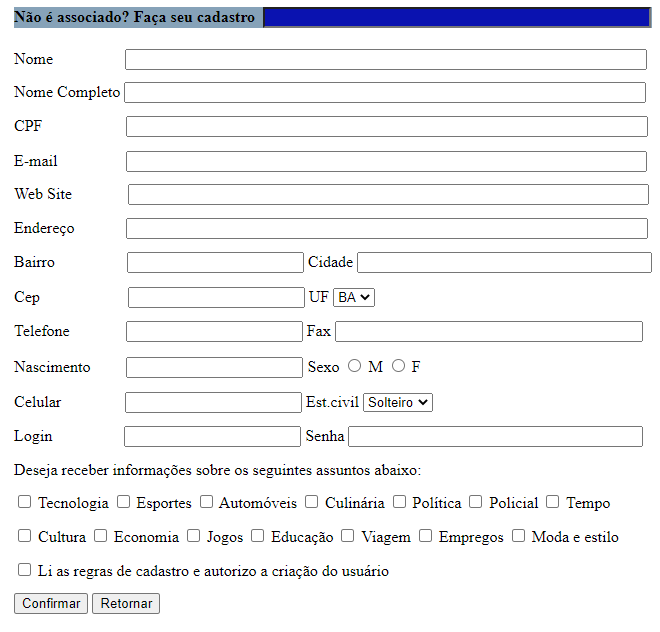 Não é associado? Faça seu cadastro
Nome
Nome Completo
CPF
E-mail
Web Site
Endereço
Bairro Cidade
Cep UF BA
Telefone Fax
Nascimento Sexo M F
Celular Est.civil Solteiro
Login Senha
Deseja receber informações sobre os seguintes assuntos abaixo:
Tecnologia Esportes Automóveis Culinária Política Policial Tempo
Cultura Economia Jogos Educação Viagem Empregos Moda e estilo
Li as regras de cadastro e autorizo a criação do usuário
Confirmar Retornar